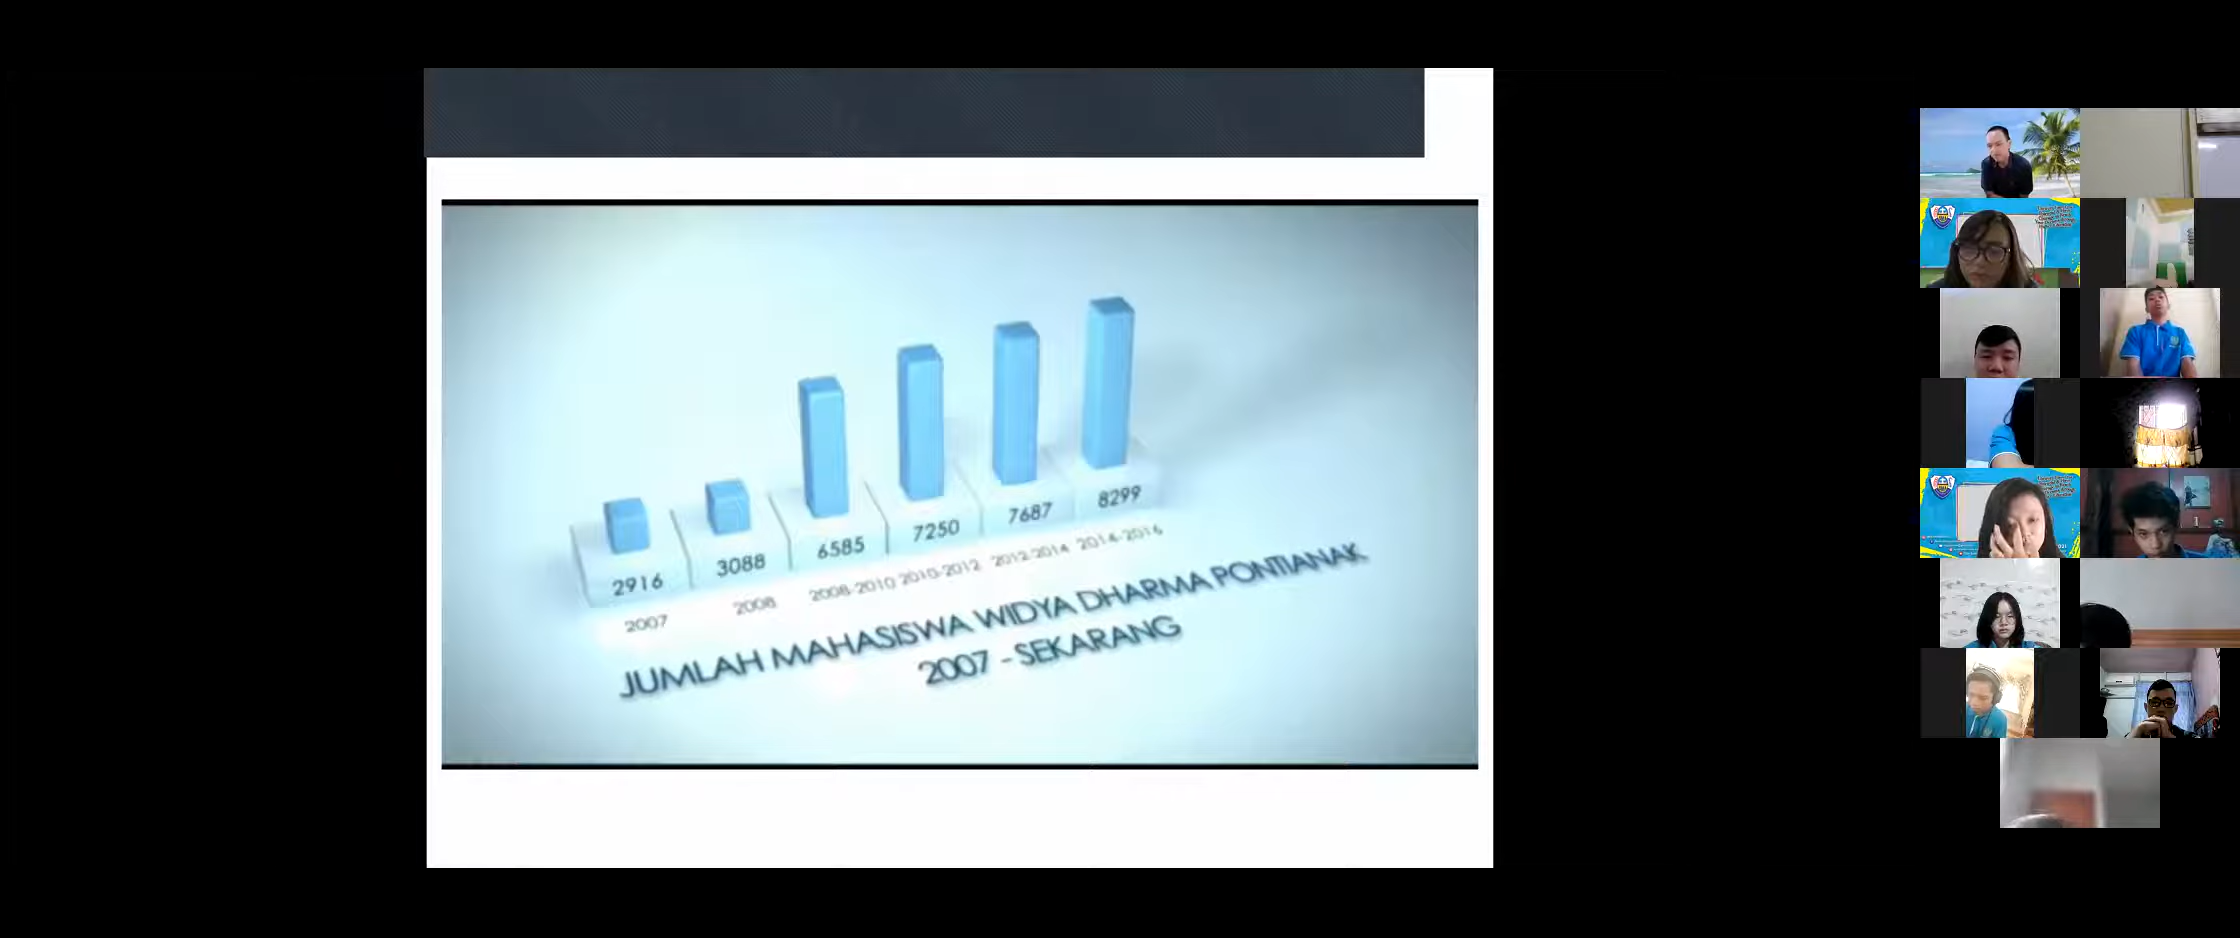 2916 3088 6585 7250 7687 8299
2007 2008 2008-2010 2010-2012 2012-2014 2014-2016
JUMLAH MAHASISWA WIDYA DHARMA PONTIANAK
2007 - SEKARANG